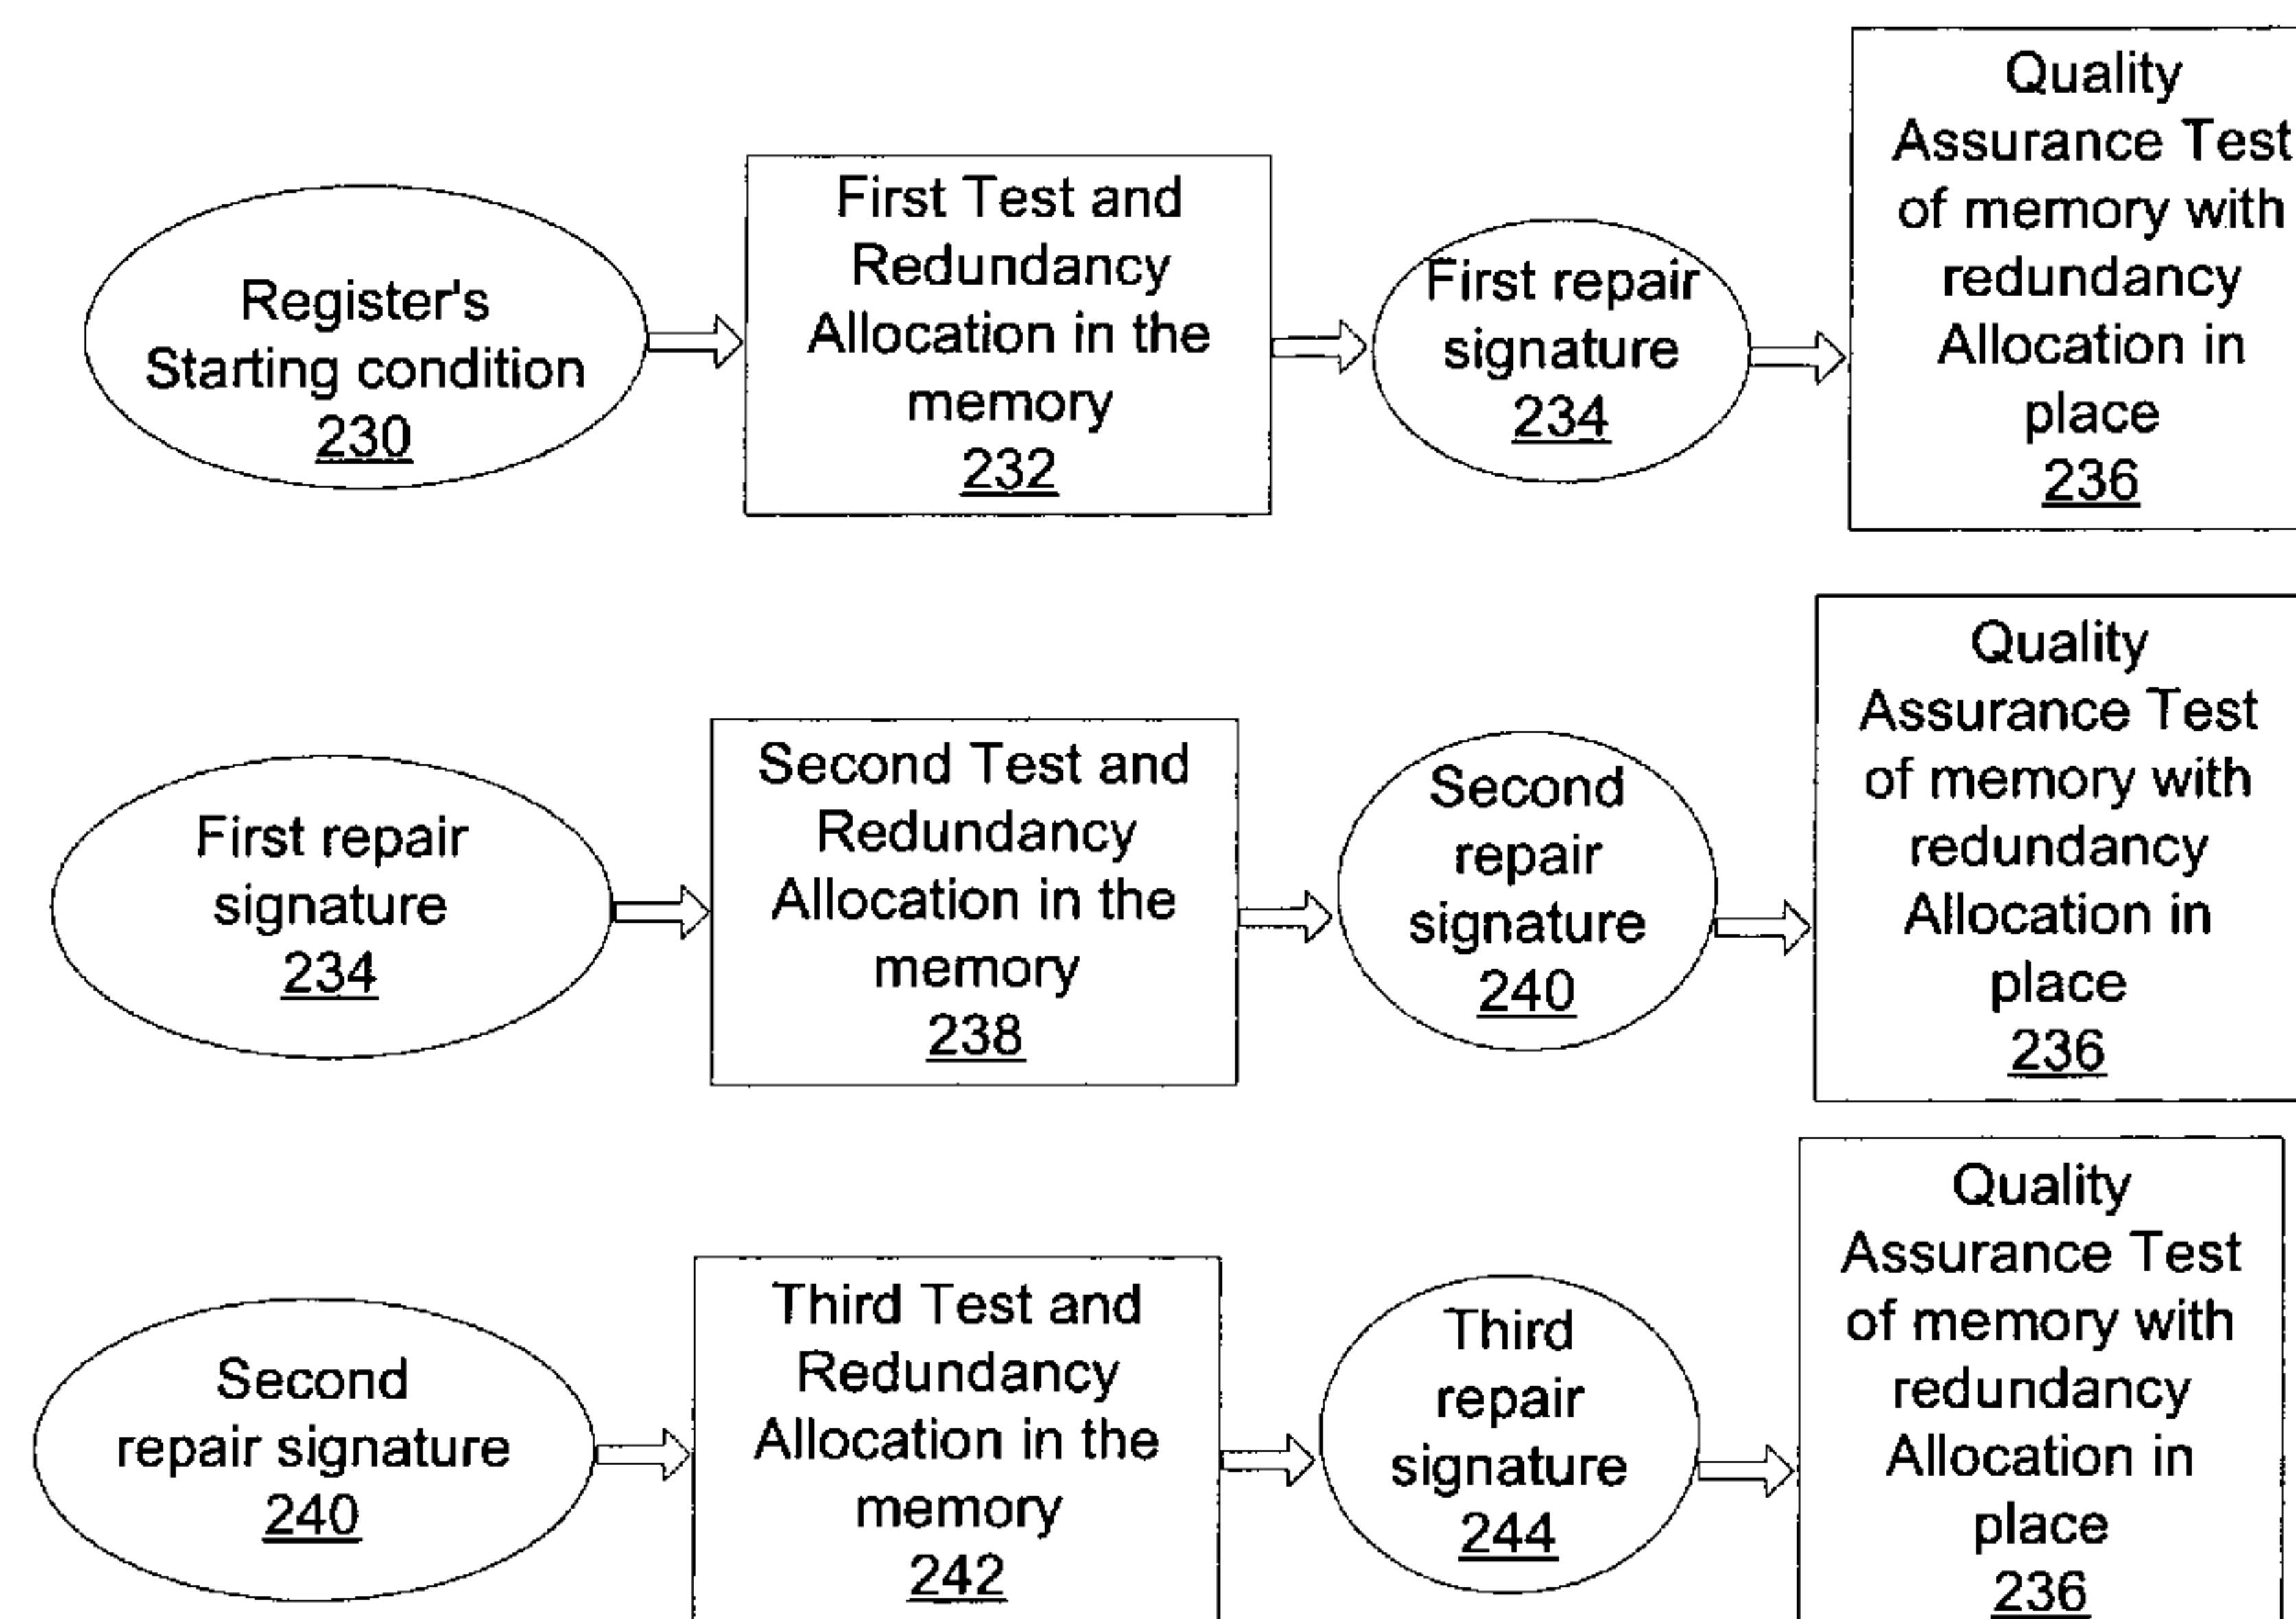 Register's
Starting condition
230
First Test and
Redundancy
Allocation in the
memory
232
First repair
signature
234
Quality
Assurance Test
of memory with
redundancy
Allocation in
place
236
First repair
signature
234
Second Test and
Redundancy
Allocation in the
memory
238
Second
repair
signature
240
Quality
Assurance Test
of memory with
redundancy
Allocation in
place
236
Second
repair signature
240
Third Test and
Redundancy
Allocation in the
memory
242
Third
repair
signature
244
Quality
Assurance Test
of memory with
redundancy
Allocation in
place
236